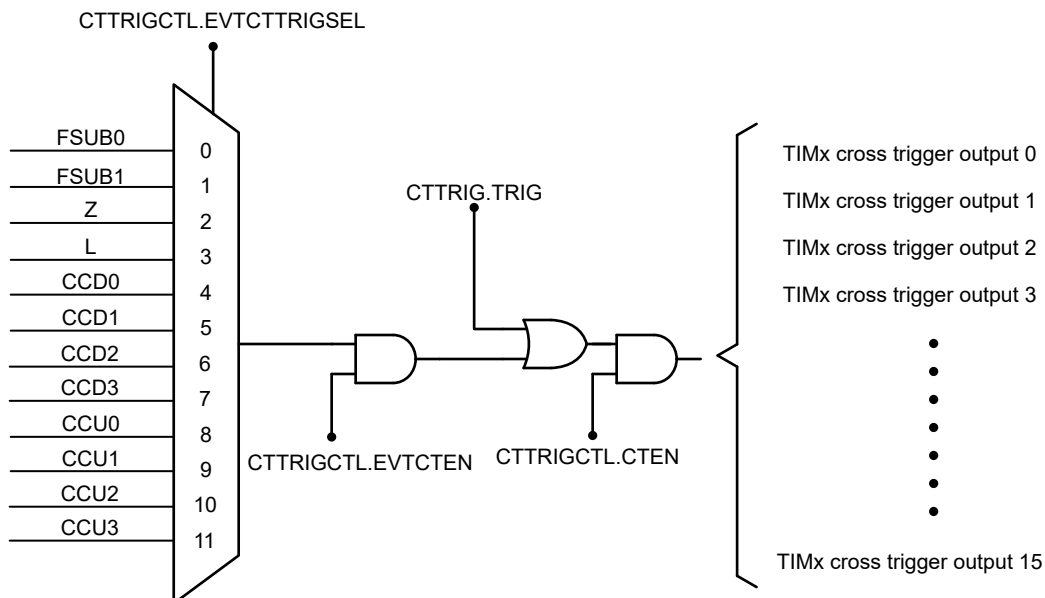 CTTRIGCTL.EVTCTTRIGSEL
FSUB0
0
FSUB1
1
Z
2
L
3
CCD0
4
CCD1
5
CCD2
6
CCD3
7
CCU0
8
CCU1
9
CCU2
10
CCU3
11
CTTRIG.TRIG
CTTRIGCTL.EVTCTEN
CTTRIGCTL.CTEN
TIMx cross trigger output 0
TIMx cross trigger output 1
TIMx cross trigger output 2
TIMx cross trigger output 3
TIMx cross trigger output 15